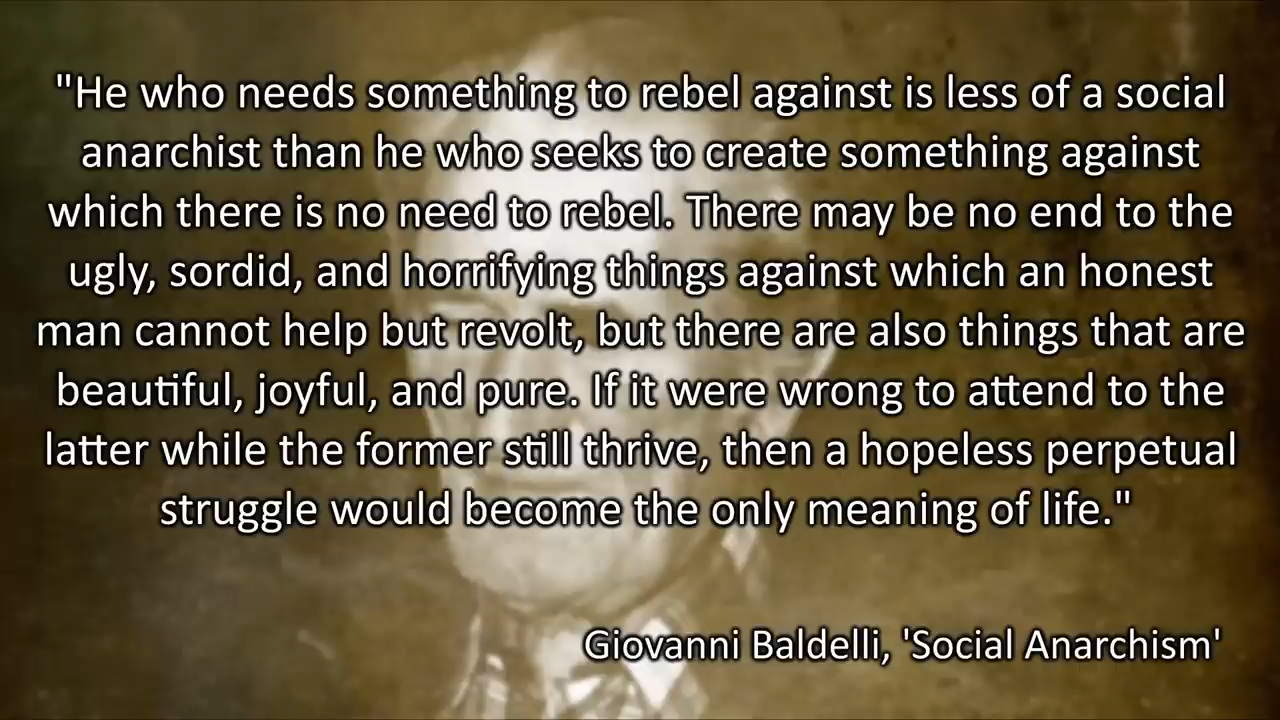 "He who needs something to rebel against is less of a social
anarchist than he who seeks to create something against
which there is no need to rebel. There may be no end to the
ugly, sordid, and horrifying things against which an honest
man cannot help but revolt, but there are also things that are
beautiful, joyful, and pure. If it were wrong to attend to the
latter while the former still thrive, then a hopeless perpetual
struggle would become the only meaning of life."
Giovanni Baldelli, 'Social Anarchism'